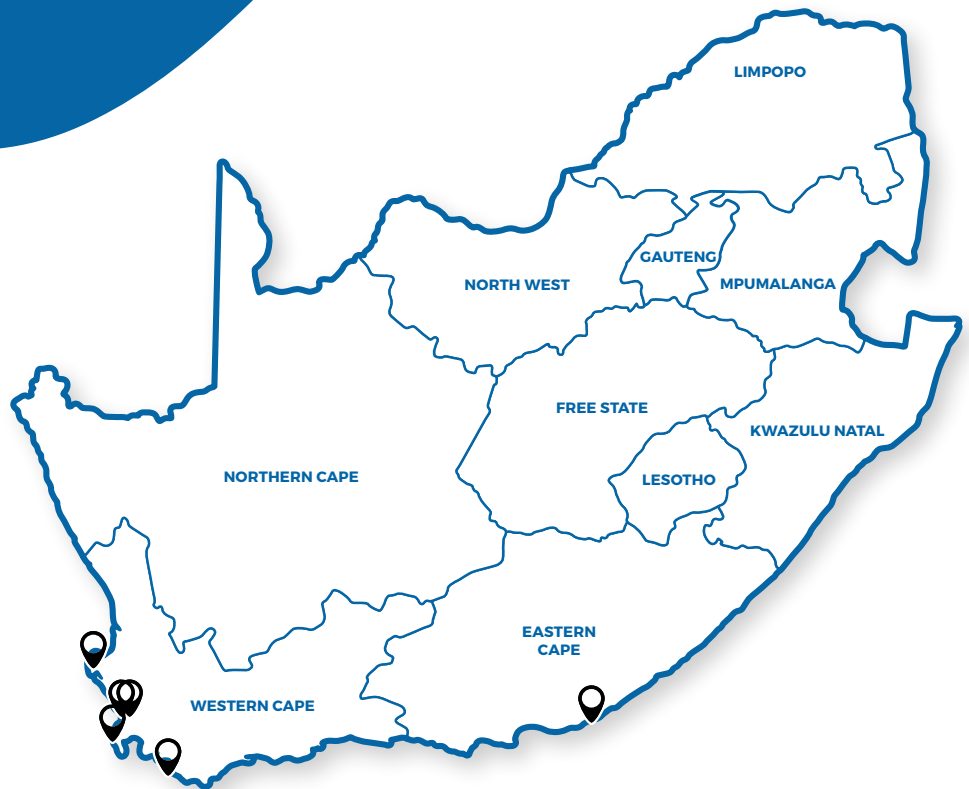 LIMPOPO
GAUTENG
NORTH WEST
MPUMALANGA
FREE STATE
KWAZULU NATAL
NORTHERN CAPE
LESOTHO
EASTERN
CAPE
WESTERN CAPE